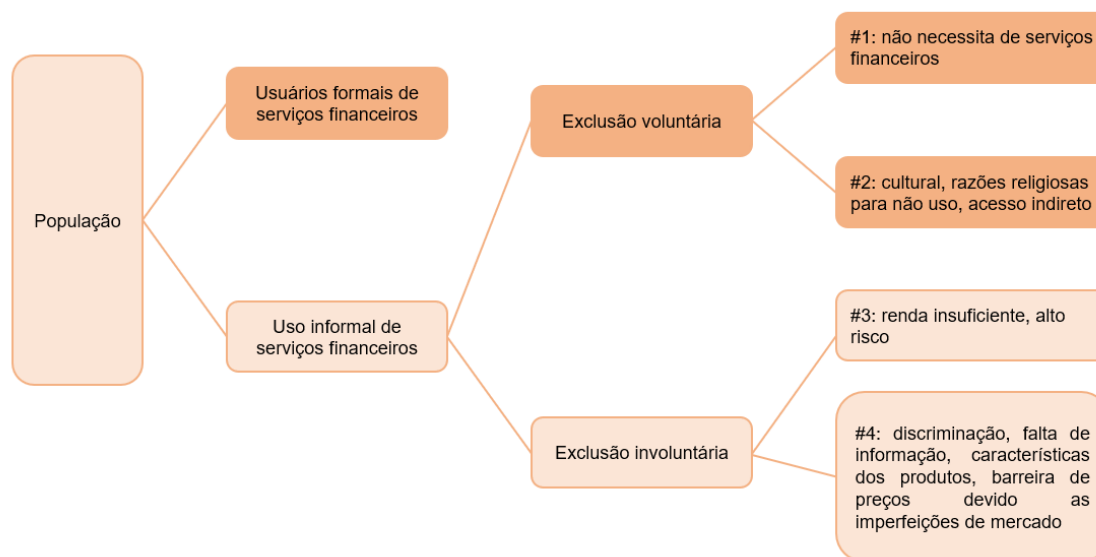 População
Usuários formais de
serviços financeiros
Uso informal de
serviços financeiros
Exclusão voluntária
Exclusão involuntária
#1: não necessita de serviços
financeiros
#2: cultural, razões religiosas
para não uso, acesso indireto
#3: renda insuficiente, alto
risco
#4: discriminação, falta de
informação, características
dos produtos, barreira de
preços devido as
imperfeições de mercado